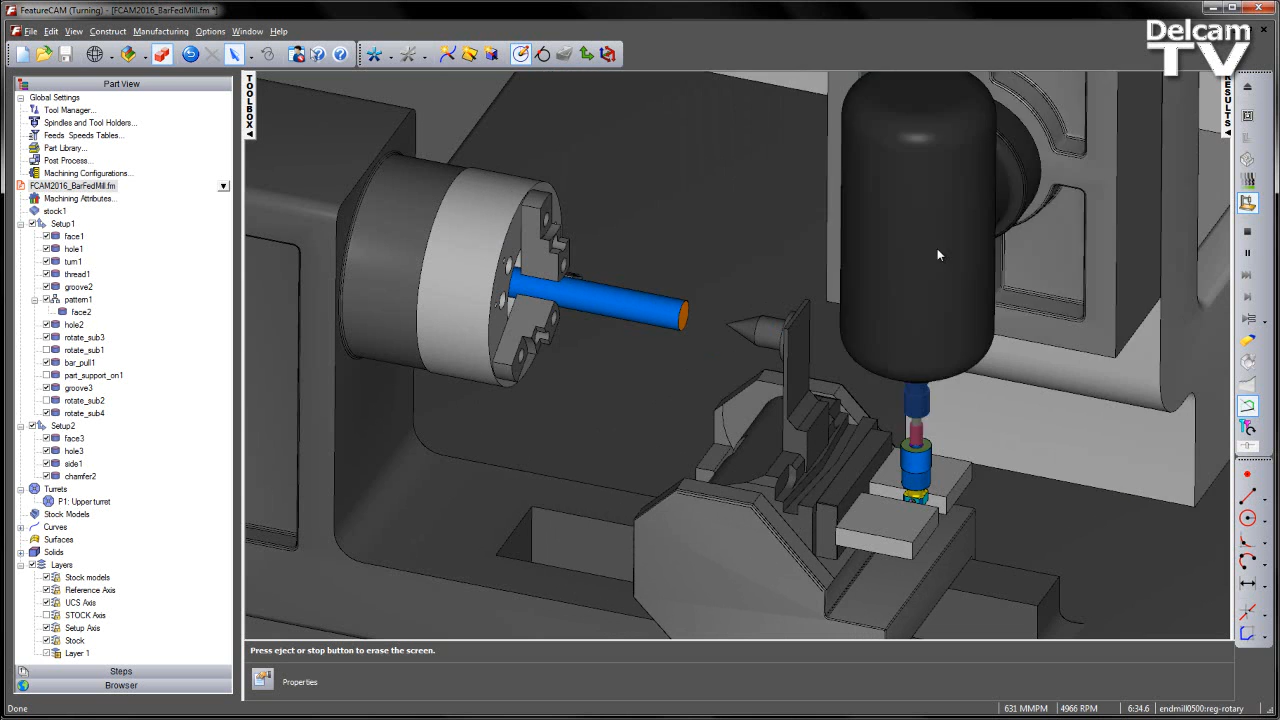 FeatureCAM (Turning) - [FCAM2016_BarFedMill.fm *]
File Edit View Construct Manufacturing Options Window Help
Delcam
TV
Part View
TOOLBOX
RESULTS
Global Settings
Tool Manager...
Spindles and Tool Holders...
Feeds Speeds Tables...
Part Library...
Post Process...
Machining Configurations...
FCAM2016_BarFedMill.fm
Machining Attributes...
stock1
Setup1
face1
hole1
turn1
thread1
groove2
pattern1
face2
hole2
rotate_sub3
rotate_sub1
bar_pull1
part_support_on1
groove3
rotate_sub2
rotate_sub4
Setup2
face3
hole3
side1
chamfer2
Turrets
P1: Upper turret
Stock Models
Curves
Surfaces
Solids
Layers
Stock models
Reference Axis
UCS Axis
STOCK Axis
Setup Axis
Stock
Layer 1
Steps
Browser
Press eject or stop button to erase the screen.
Properties
Done
631 MMPM 4966 RPM 6:34.6 endmill0500:reg-rotary